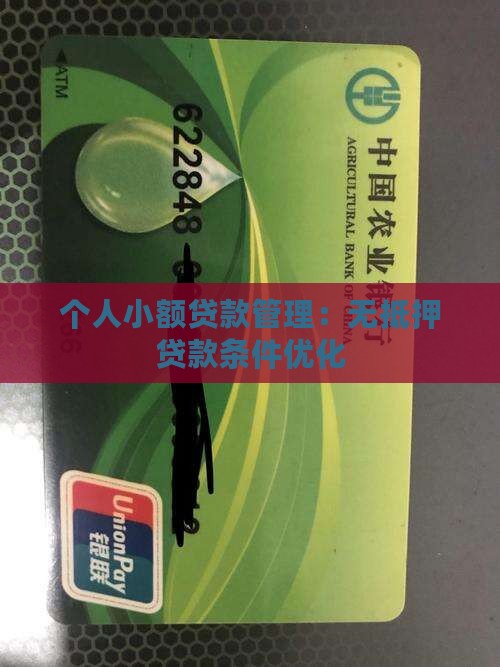 个人小额贷款管理：无抵押
贷款条件优化
ATM
622848
中国农业银行
AGRICULTURAL BANK OF CHINA
UnionPay
银联